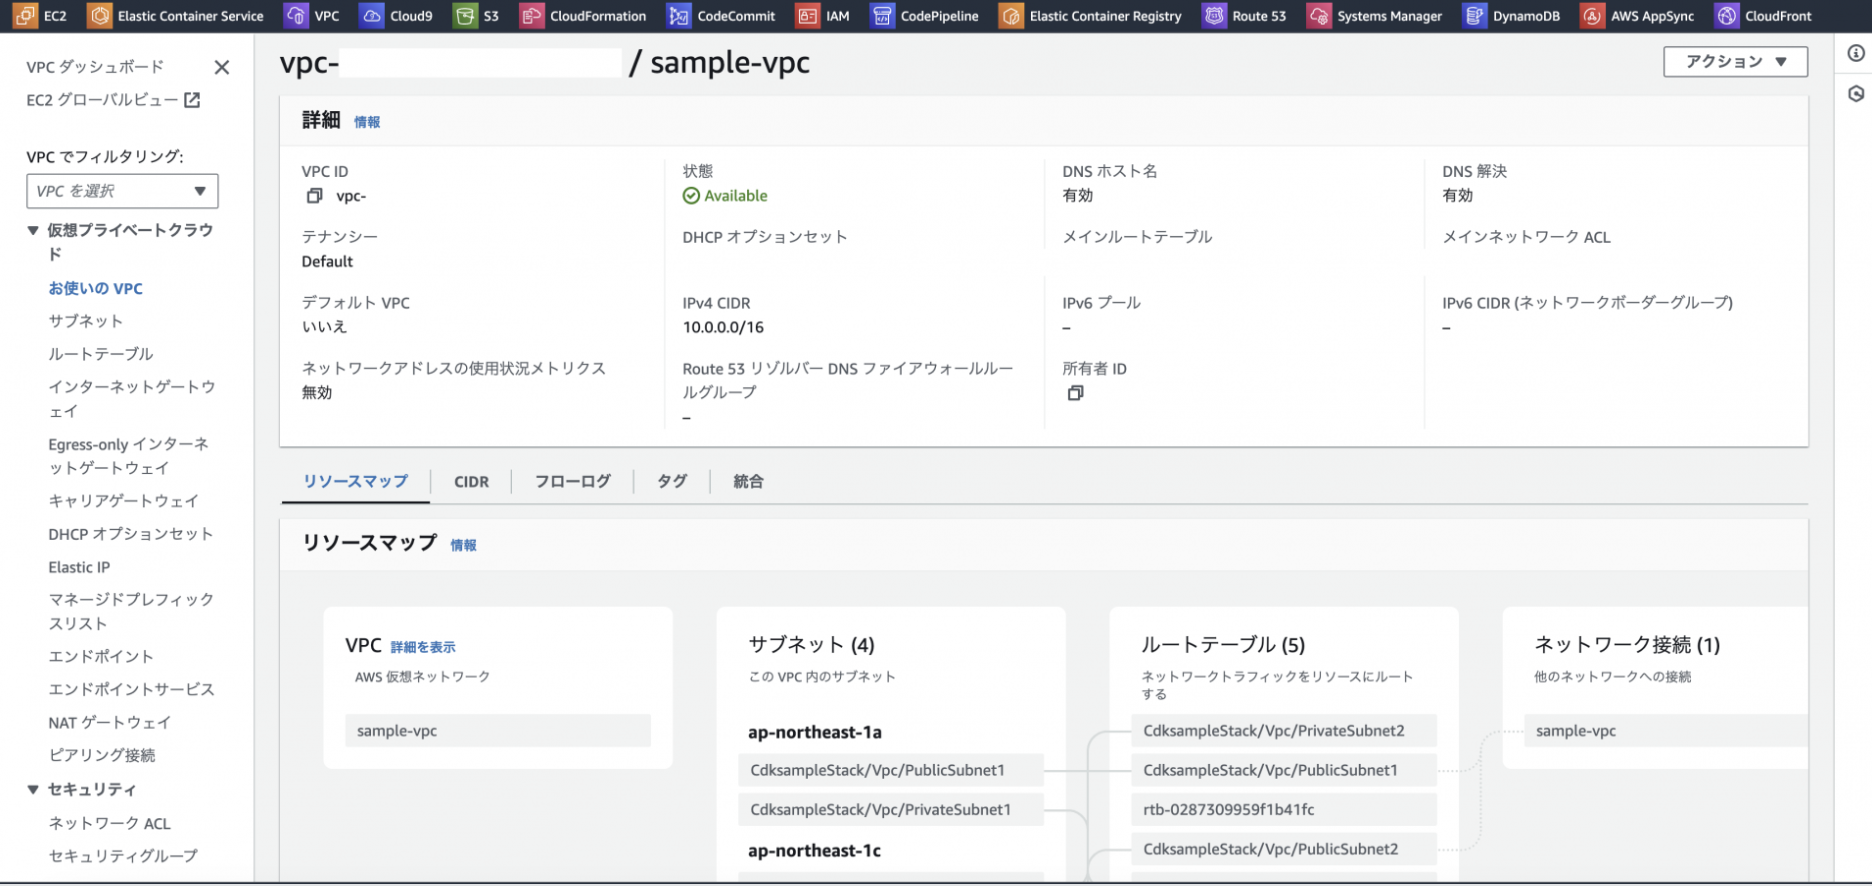 EC2 Elastic Container Service VPC Cloud9 S3 CloudFormation CodeCommit IAM CodePipeline Elastic Container Registry Route 53 Systems Manager DynamoDB AWS AppSync CloudFront
VPC ダッシュボード
EC2 グローバルビュー
VPC でフィルタリング:
VPC を選択
仮想プライベートクラウ
ド
お使いの VPC
サブネット
ルートテーブル
インターネットゲートウ
ェイ
Egress-only インターネ
ットゲートウェイ
キャリアゲートウェイ
DHCP オプションセット
Elastic IP
マネージドプレフィック
スリスト
エンドポイント
エンドポイントサービス
NAT ゲートウェイ
ピアリング接続
セキュリティ
ネットワーク ACL
セキュリティグループ
vpc- / sample-vpc
アクション
詳細 情報
VPC ID
vpc-
状態
Available
DNS ホスト名
有効
DNS 解決
有効
テナンシー
Default
DHCP オプションセット
メインルートテーブル
メインネットワーク ACL
デフォルト VPC
いいえ
IPv4 CIDR
10.0.0.0/16
IPv6 プール
–
IPv6 CIDR (ネットワークボーダーグループ)
–
ネットワークアドレスの使用状況メトリクス
無効
Route 53 リゾルバー DNS ファイアウォールルー
ルグループ
–
所有者 ID
リソースマップ CIDR フローログ タグ 統合
リソースマップ 情報
VPC 詳細を表示
AWS 仮想ネットワーク
sample-vpc
サブネット (4)
この VPC 内のサブネット
ap-northeast-1a
CdksampleStack/Vpc/PublicSubnet1
CdksampleStack/Vpc/PrivateSubnet1
ap-northeast-1c
ルートテーブル (5)
ネットワークトラフィックをリソースにルート
する
CdksampleStack/Vpc/PrivateSubnet2
CdksampleStack/Vpc/PublicSubnet1
rtb-0287309959f1b41fc
CdksampleStack/Vpc/PublicSubnet2
ネットワーク接続 (1)
他のネットワークへの接続
sample-vpc